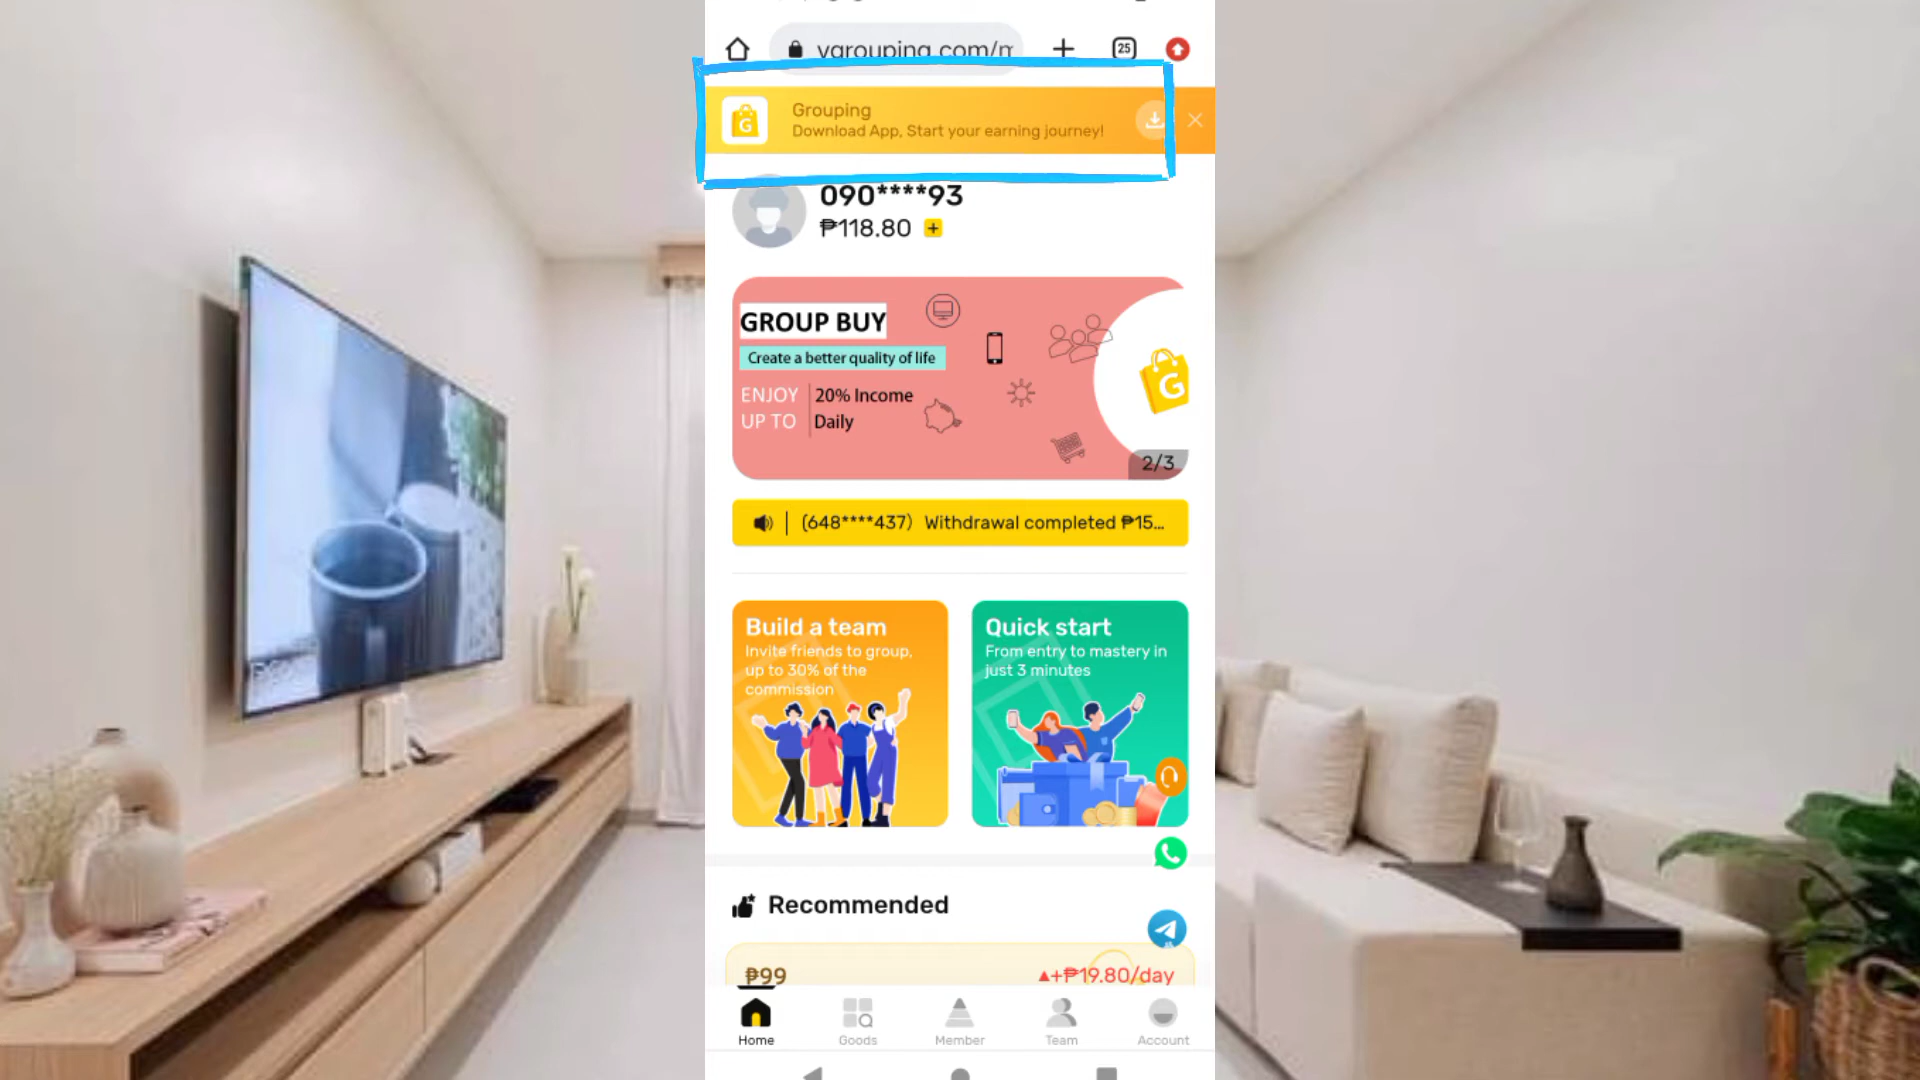 vgrouping.com/m
25
Grouping
Download App, Start your earning journey!
090****93
₱118.80
GROUP BUY
Create a better quality of life
ENJOY UP TO
20% Income Daily
G
2/3
(648****437) Withdrawal completed ₱15...
Build a team
Invite friends to group,
up to 30% of the
commission
Quick start
From entry to mastery in
just 3 minutes
Recommended
₱99
▲+₱19.80/day
Home
Goods
Member
Team
Account